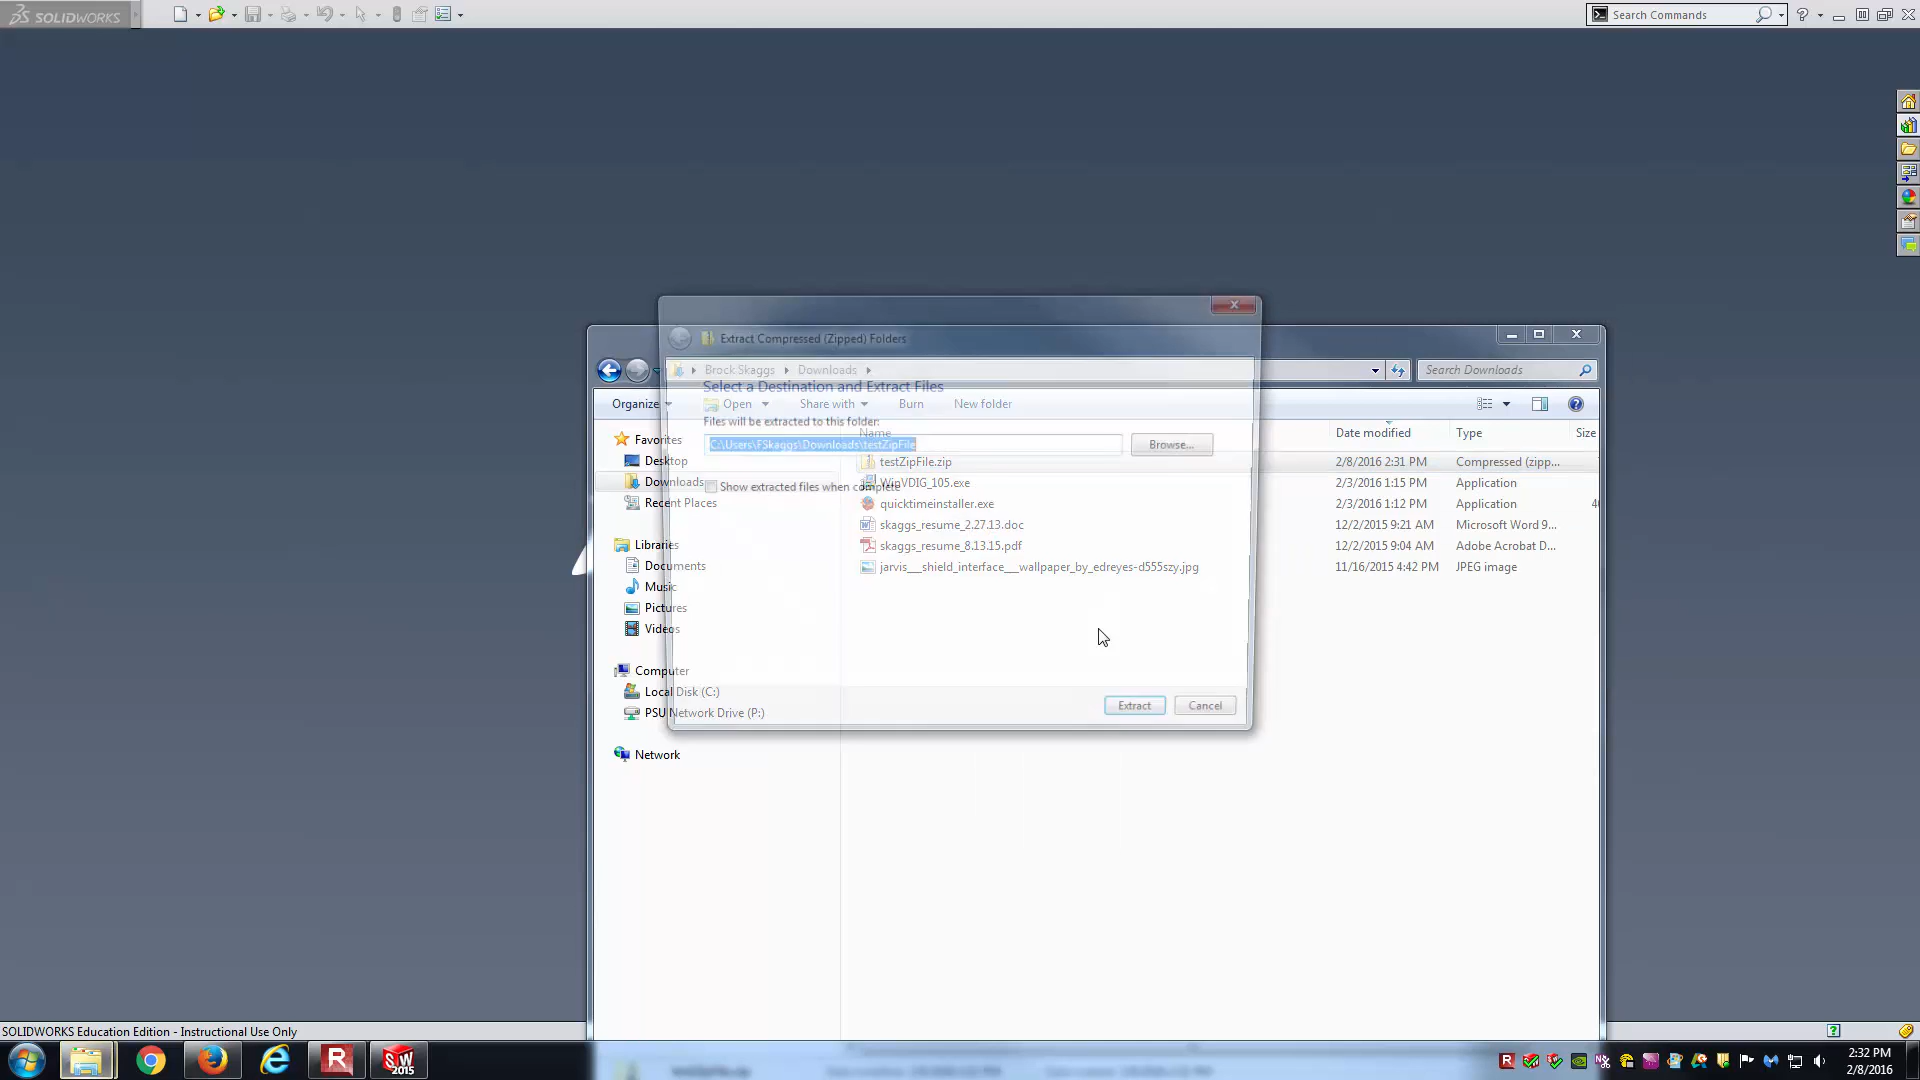 SOLIDWORKS
Search Commands
Extract Compressed (Zipped) Folders
Brock Skaggs
Downloads
Search Downloads
Select a Destination and Extract Files
Organize
Open
Share with
Burn
New folder
Files will be extracted to this folder:
C:\Users\FSkaggs\Downloads\testZipFile
Browse...
Show extracted files when complete
Name
Date modified
Type
Size
testZipFile.zip
2/8/2016 2:31 PM
Compressed (zipp...
WinVDIG_105.exe
2/3/2016 1:15 PM
Application
quicktimeinstaller.exe
2/3/2016 1:12 PM
Application
skaggs_resume_2.27.13.doc
12/2/2015 9:21 AM
Microsoft Word 9...
skaggs_resume_8.13.15.pdf
12/2/2015 9:04 AM
Adobe Acrobat D...
jarvis___shield_interface___wallpaper_by_edreyes-d555szy.jpg
11/16/2015 4:42 PM
JPEG image
Favorites
Desktop
Downloads
Recent Places
Libraries
Documents
Music
Pictures
Videos
Computer
Local Disk (C:)
PSU Network Drive (P:)
Network
Extract
Cancel
SOLIDWORKS Education Edition - Instructional Use Only
SW
2015
2:32 PM
2/8/2016